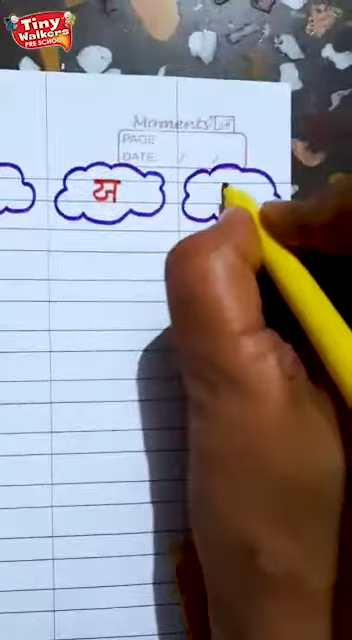 Tiny
Walkers
PRE SCHOOL
Moments
PAGE
DATE: / /